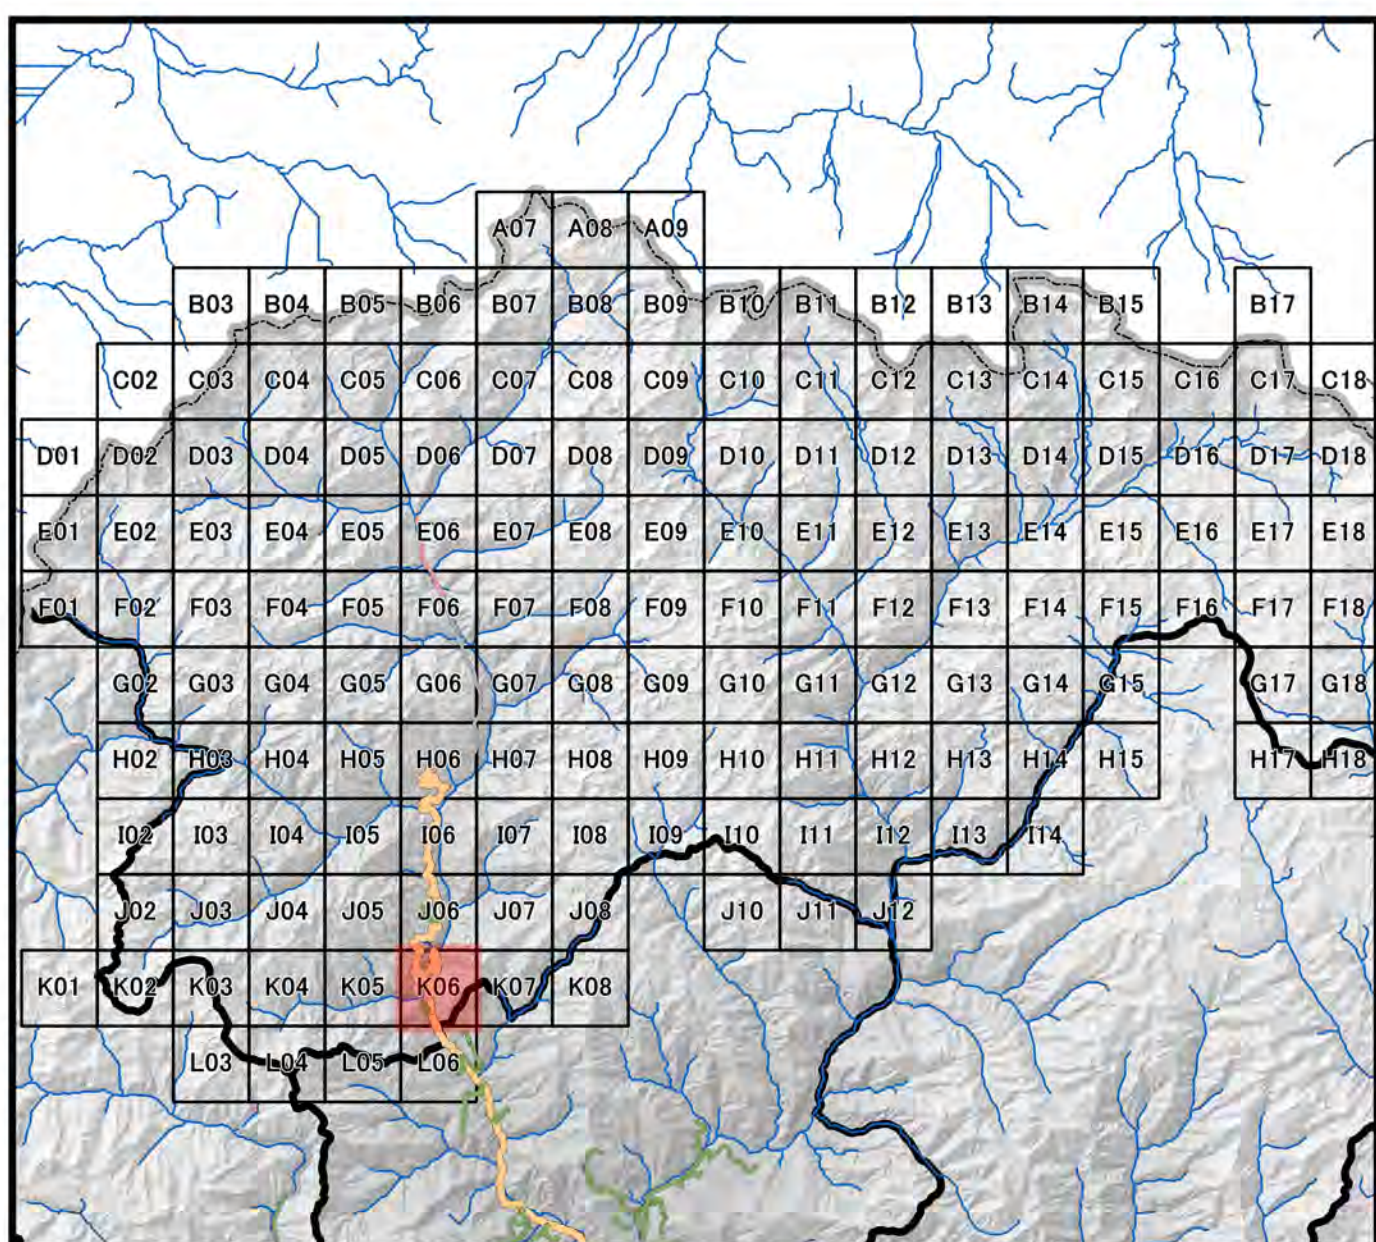 A07 A08 A09
B03 B04 B05 B06 B07 B08 B09 B10 B11 B12 B13 B14 B15 B17
C02 C03 C04 C05 C06 C07 C08 C09 C10 C11 C12 C13 C14 C15 C16 C17 C18
D01 D02 D03 D04 D05 D06 D07 D08 D09 D10 D11 D12 D13 D14 D15 D16 D17 D18
E01 E02 E03 E04 E05 E06 E07 E08 E09 E10 E11 E12 E13 E14 E15 E16 E17 E18
F01 F02 F03 F04 F05 F06 F07 F08 F09 F10 F11 F12 F13 F14 F15 F16 F17 F18
G02 G03 G04 G05 G06 G07 G08 G09 G10 G11 G12 G13 G14 G15 G17 G18
H02 H03 H04 H05 H06 H07 H08 H09 H10 H11 H12 H13 H14 H15 H17 H18
I02 I03 I04 I05 I06 I07 I08 I09 I10 I11 I12 I13 I14
J02 J03 J04 J05 J06 J07 J08 J10 J11 J12
K01 K02 K03 K04 K05 K06 K07 K08
L03 L04 L05 L06